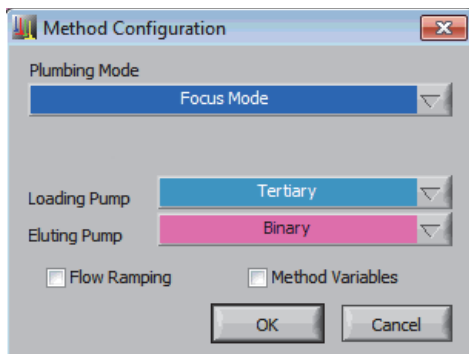 Method Configuration
Plumbing Mode
Focus Mode
Loading Pump Tertiary
Eluting Pump Binary
Flow Ramping Method Variables
OK Cancel